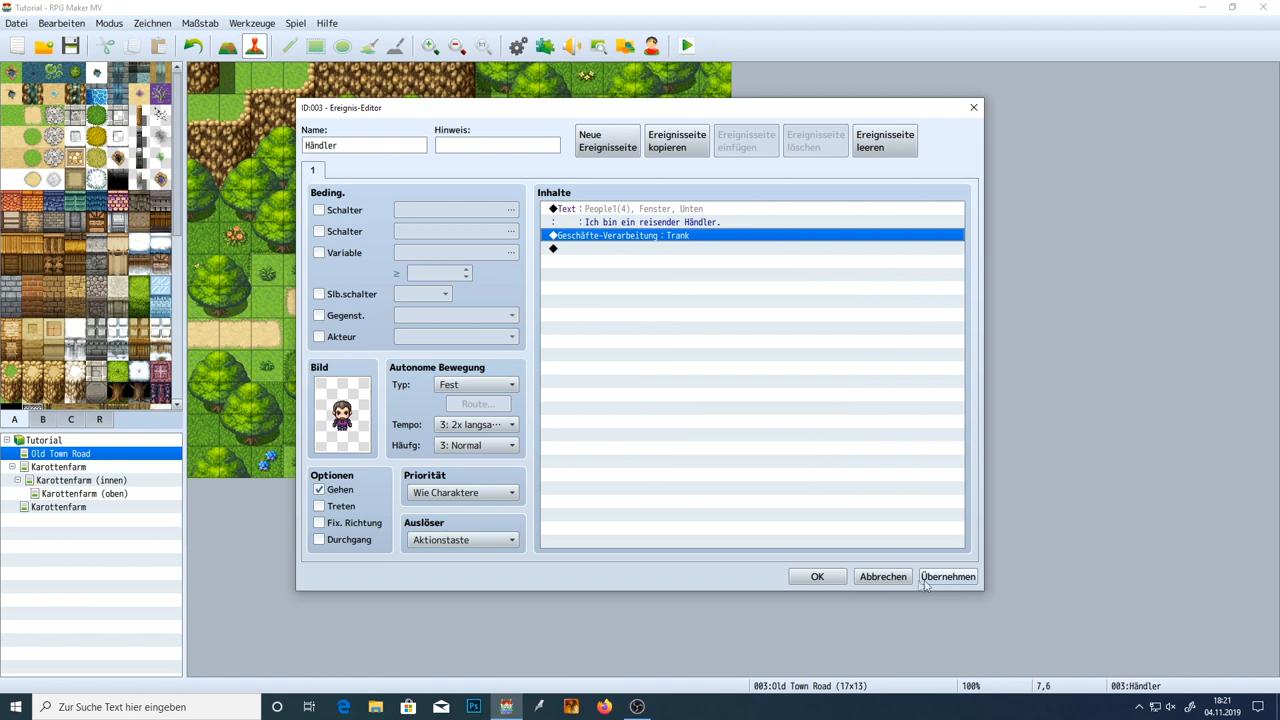 Tutorial - RPG Maker MV
Datei Bearbeiten Modus Zeichnen Maßstab Werkzeuge Spiel Hilfe
1:1
ID:003 - Ereignis-Editor
Name: Hinweis:
Händler
Neue Ereignisseite
Ereignisseite kopieren
Ereignisseite einfügen
Ereignisseite löschen
Ereignisseite leeren
1
Beding.
Schalter ...
Schalter ...
Variable ...
≥
Slb.schalter
Gegenst.
Akteur
Bild
Autonome Bewegung
Typ: Fest
Route...
Tempo: 3: 2x langsa⋯
Häufg: 3: Normal
Optionen
Gehen
Treten
Fix. Richtung
Durchgang
Priorität
Wie Charaktere
Auslöser
Aktionstaste
Inhalte
◆Text：People1(4), Fenster, Unten
：　：Ich bin ein reisender Händler.
◆Geschäfte-Verarbeitung：Trank
◆
OK Abbrechen Übernehmen
A B C R
Tutorial
Old Town Road
Karottenfarm
Karottenfarm (innen)
Karottenfarm (oben)
Karottenfarm
003:Old Town Road (17x13) 100% 7,6 003:Händler
Zur Suche Text hier eingeben
Ps
18:21
04.11.2019